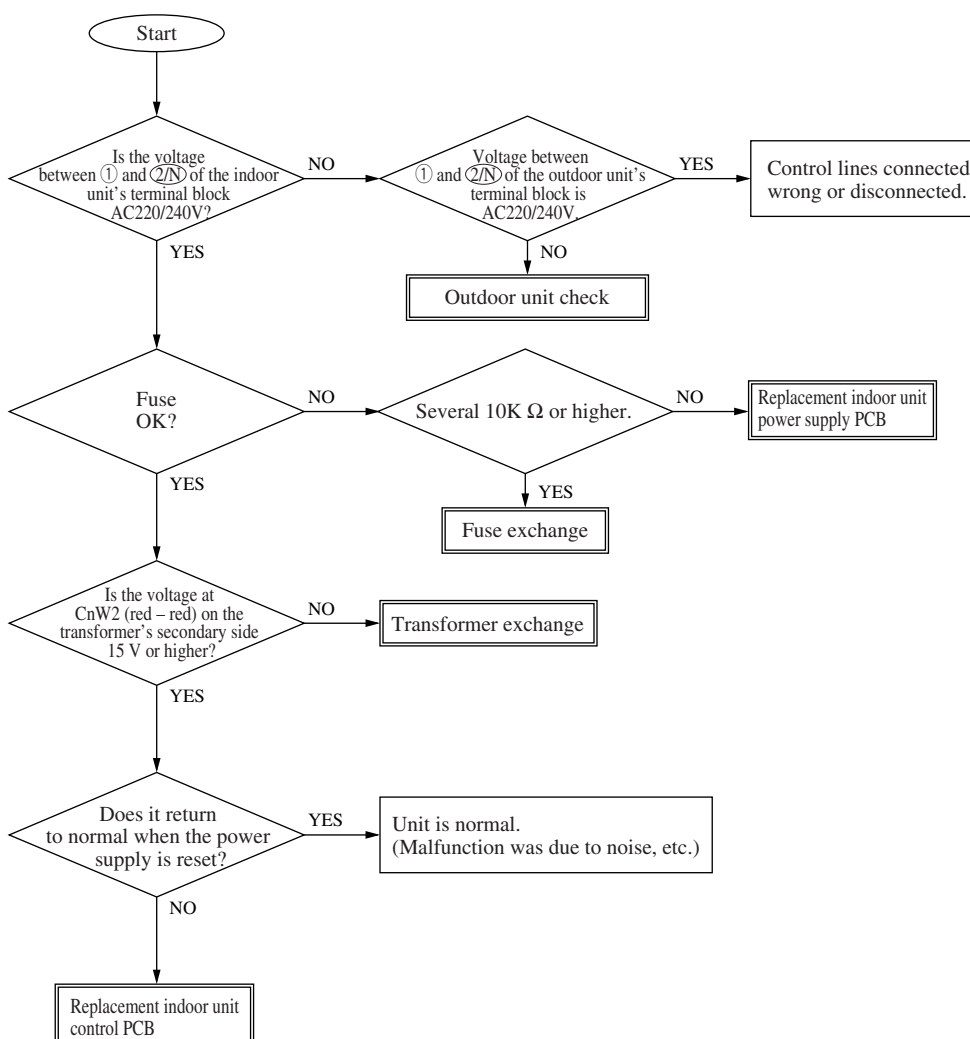 Start
Is the voltage
between ① and 2/N of the indoor
unit's terminal block
AC220/240V?
NO
Voltage between
① and 2/N of the outdoor unit's
terminal block is
AC220/240V.
YES
Control lines connected
wrong or disconnected.
YES
NO
Outdoor unit check
Fuse
OK?
NO
Several 10K Ω or higher.
NO
Replacement indoor unit
power supply PCB
YES
YES
Fuse exchange
Is the voltage at
CnW2 (red – red) on the
transformer's secondary side
15 V or higher?
NO
Transformer exchange
YES
Does it return
to normal when the power
supply is reset?
YES
Unit is normal.
(Malfunction was due to noise, etc.)
NO
Replacement indoor unit
control PCB